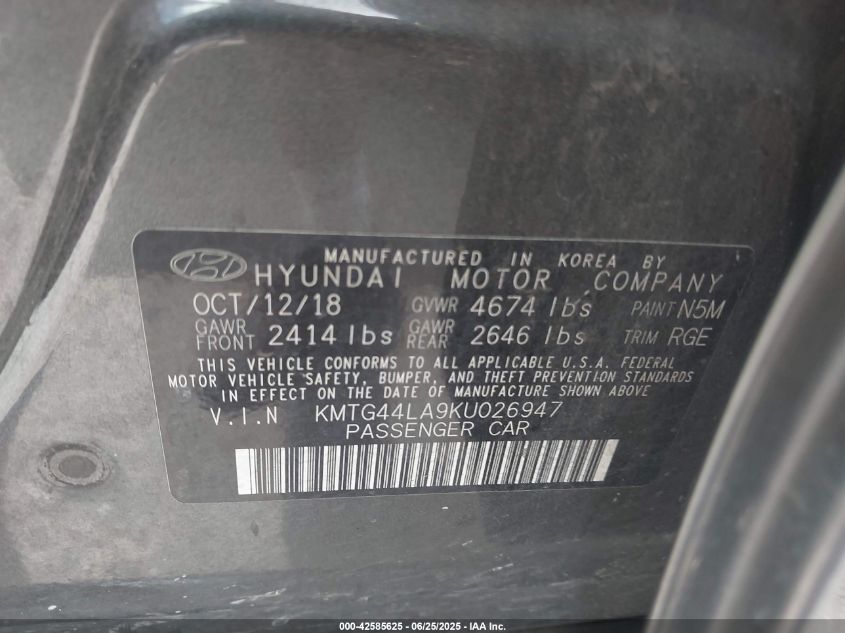 MANUFACTURED IN KOREA BY
HYUNDAI MOTOR COMPANY
OCT/12/18 GVWR 4674 lbs PAINT N5M
GAWR FRONT 2414 lbs GAWR REAR 2646 lbs TRIM RGE
THIS VEHICLE CONFORMS TO ALL APPLICABLE U.S.A. FEDERAL
MOTOR VEHICLE SAFETY, BUMPER, AND THEFT PREVENTION STANDARDS
IN EFFECT ON THE DATE OF MANUFACTURE SHOWN ABOVE
V.I.N KMTG44LA9KU026947
PASSENGER CAR
000-42585625 - 06/25/2025 - IAA Inc.